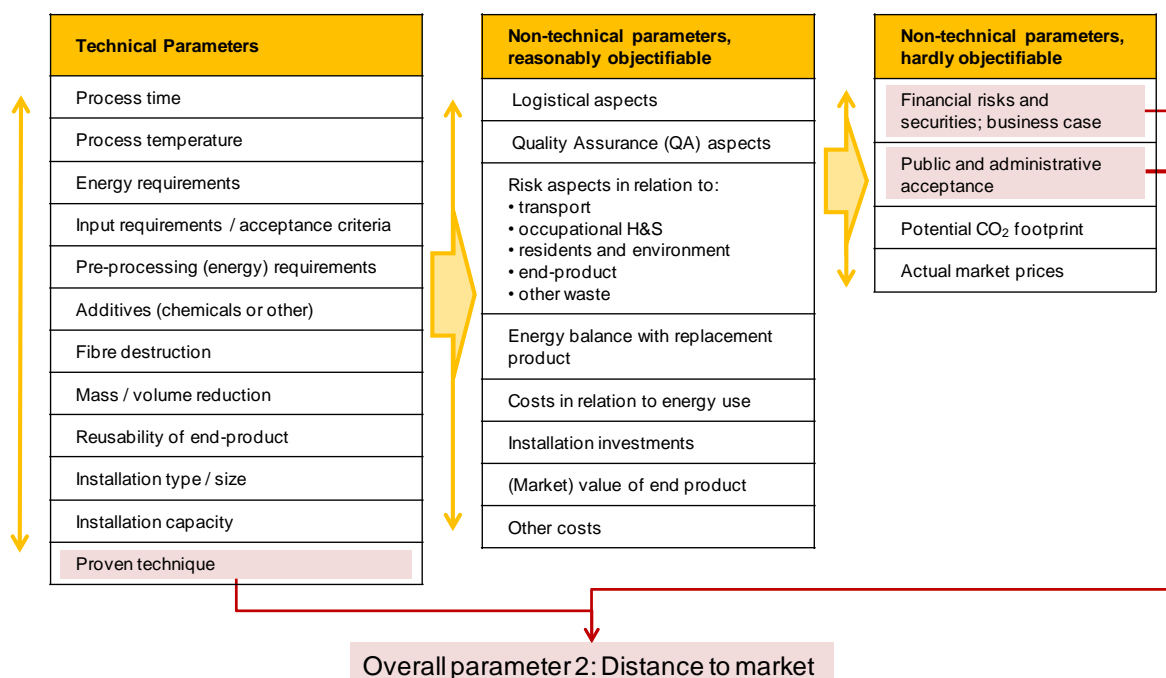 Technical Parameters
Process time
Process temperature
Energy requirements
Input requirements / acceptance criteria
Pre-processing (energy) requirements
Additives (chemicals or other)
Fibre destruction
Mass / volume reduction
Reusability of end-product
Installation type / size
Installation capacity
Proven technique
Non-technical parameters,
reasonably objectifiable
Logistical aspects
Quality Assurance (QA) aspects
Risk aspects in relation to:
• transport
• occupational H&S
• residents and environment
• end-product
• other waste
Energy balance with replacement
product
Costs in relation to energy use
Installation investments
(Market) value of end product
Other costs
Non-technical parameters,
hardly objectifiable
Financial risks and
securities; business case
Public and administrative
acceptance
Potential CO₂ footprint
Actual market prices
Overall parameter 2: Distance to market